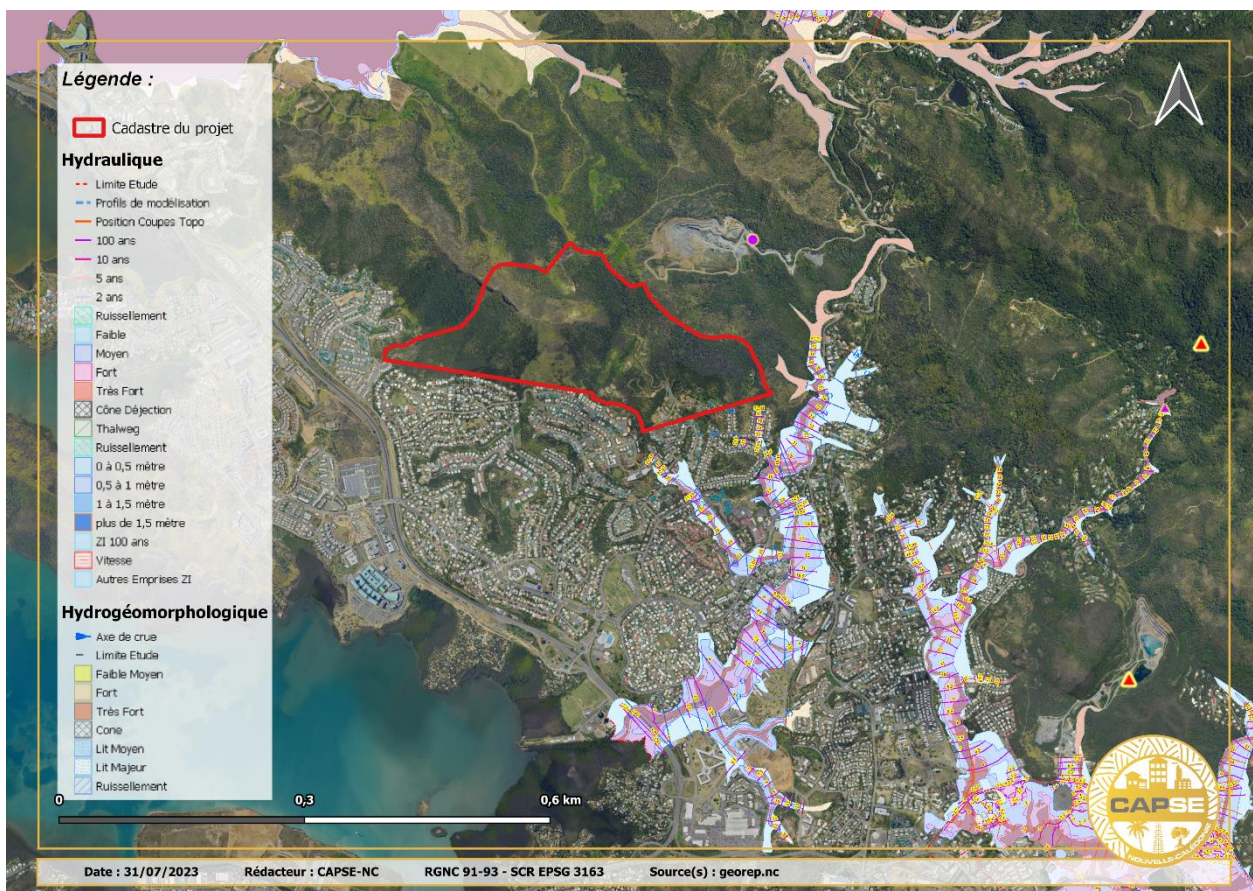 Légende :
Cadastre du projet
Hydraulique
Limite Etude
Profils de modélisation
Position Coupes Topo
100 ans
10 ans
5 ans
2 ans
Ruissellement
Faible
Moyen
Fort
Très Fort
Cône Déjection
Thalweg
Ruissellement
0 à 0,5 mètre
0,5 à 1 mètre
1 à 1,5 mètre
plus de 1,5 mètre
ZI 100 ans
Vitesse
Autres Emprises ZI
Hydrogéomorphologique
Axe de crue
Limite Etude
Faible Moyen
Fort
Très Fort
Cone
Lit Moyen
Lit Majeur
Ruissellement
0 0,3 0,6 km
CAPSE
NOUVELLE-CALÉDONIE
Date : 31/07/2023 Rédacteur : CAPSE-NC RGNC 91-93 - SCR EPSG 3163 Source(s) : georep.nc